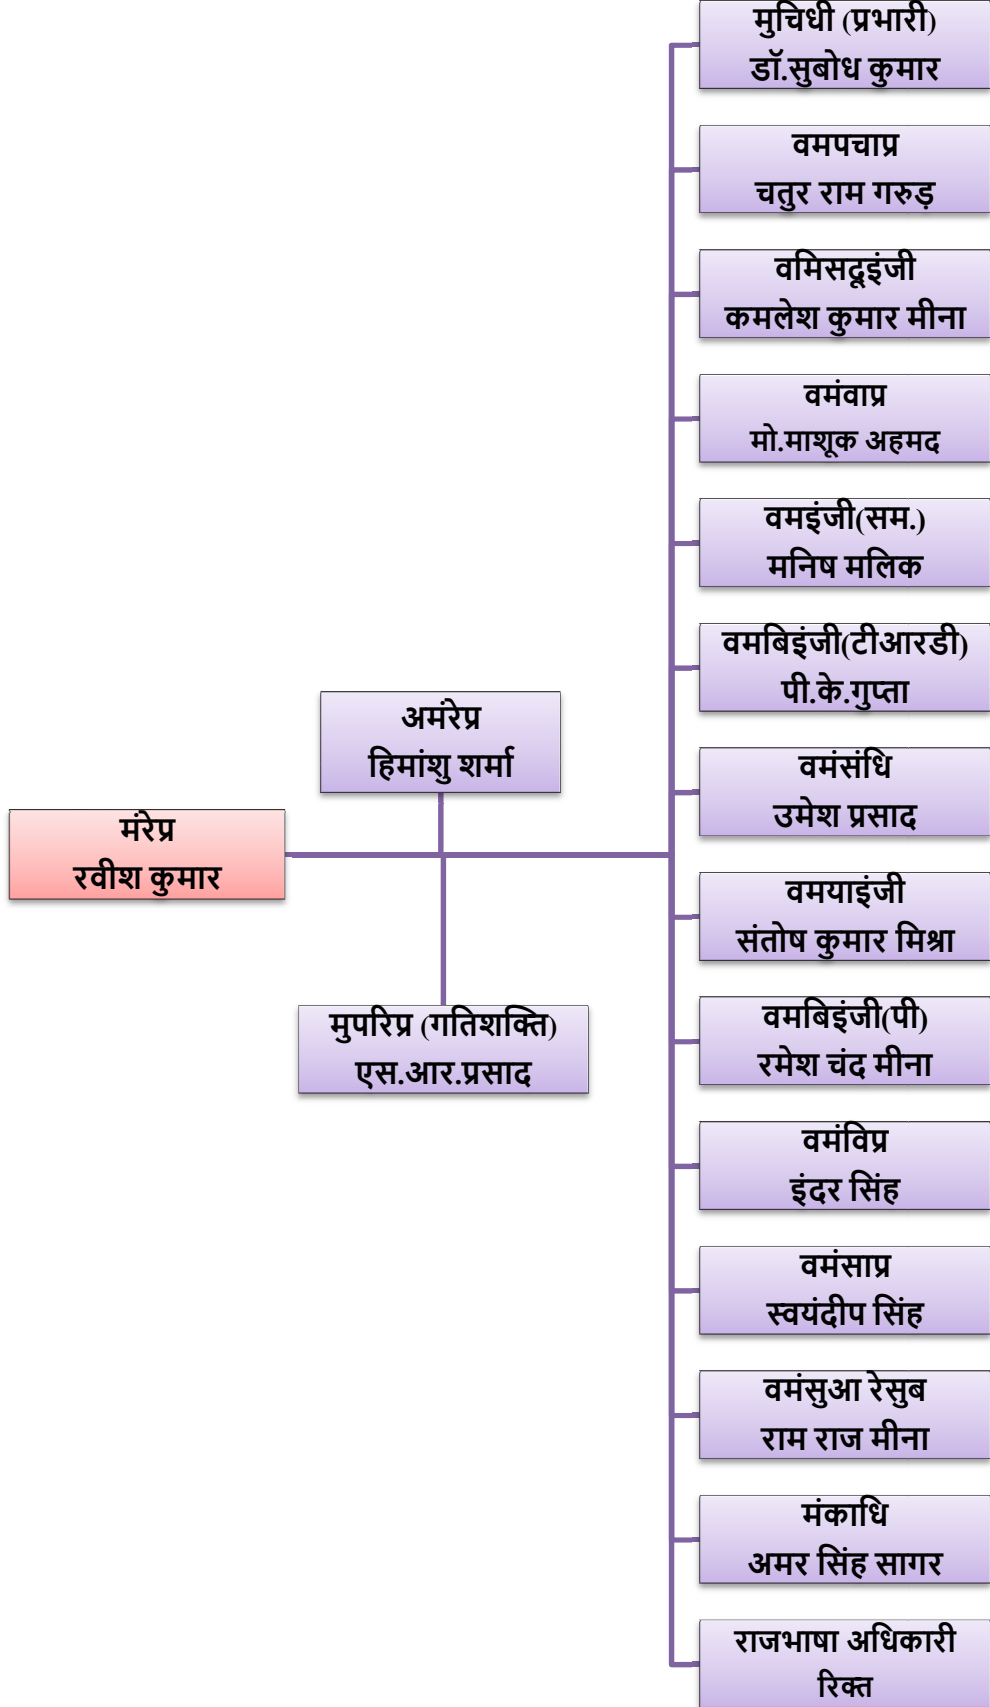 मंरेप्र
रवीश कुमार
अमंरेप्र
हिमांशु शर्मा
मुपरिप्र (गतिशक्ति)
एस.आर.प्रसाद
मुचिधी (प्रभारी)
डॉ.सुबोध कुमार
वमपचाप्र
चतुर राम गरुड़
वमिसदूइंजी
कमलेश कुमार मीना
वमंवाप्र
मो.माशूक अहमद
वमइंजी(सम.)
मनिष मलिक
वमबिइंजी(टीआरडी)
पी.के.गुप्ता
वमंसंधि
उमेश प्रसाद
वमयाइंजी
संतोष कुमार मिश्रा
वमबिइंजी(पी)
रमेश चंद मीना
वमंविप्र
इंदर सिंह
वमंसाप्र
स्वयंदीप सिंह
वमंसुआ रेसुब
राम राज मीना
मंकाधि
अमर सिंह सागर
राजभाषा अधिकारी
रिक्त